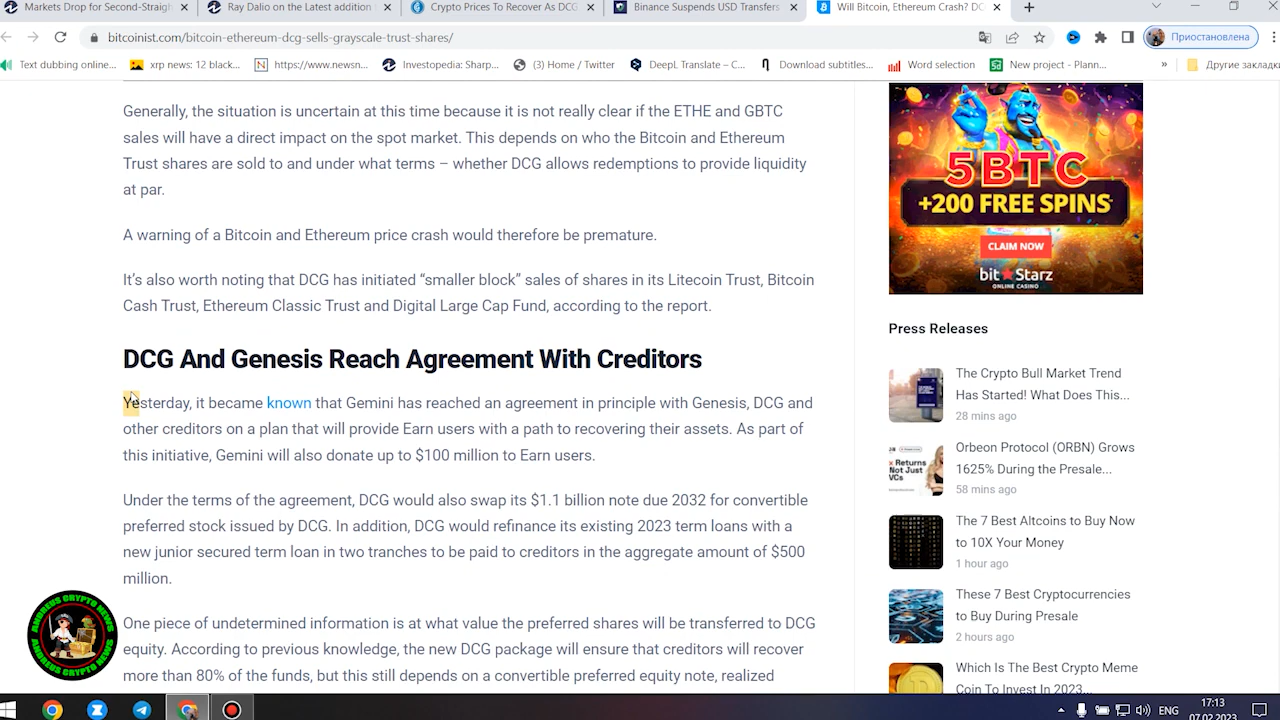 Markets Drop for Second-Straigh
Ray Dalio on the Latest addition
Crypto Prices To Recover As DCG
Binance Suspends USD Transfers
Will Bitcoin, Ethereum Crash? DC
bitcoinist.com/bitcoin-ethereum-dcg-sells-grayscale-trust-shares/
Приостановлена
Text dubbing online...
xrp news: 12 black...
https://www.newsn...
Investopedia: Sharp...
(3) Home / Twitter
DeepL Translate – C...
Download subtitles...
Word selection
New project - Plann...
»
Другие закладки
Generally, the situation is uncertain at this time because it is not really clear if the ETHE and GBTC
sales will have a direct impact on the spot market. This depends on who the Bitcoin and Ethereum
Trust shares are sold to and under what terms – whether DCG allows redemptions to provide liquidity
at par.
A warning of a Bitcoin and Ethereum price crash would therefore be premature.
It's also worth noting that DCG has initiated “smaller block” sales of shares in its Litecoin Trust, Bitcoin
Cash Trust, Ethereum Classic Trust and Digital Large Cap Fund, according to the report.
DCG And Genesis Reach Agreement With Creditors
Yesterday, it became known that Gemini has reached an agreement in principle with Genesis, DCG and
other creditors on a plan that will provide Earn users with a path to recovering their assets. As part of
this initiative, Gemini will also donate up to $100 million to Earn users.
Under the terms of the agreement, DCG would also swap its $1.1 billion note due 2032 for convertible
preferred stock issued by DCG. In addition, DCG would refinance its existing 2023 term loans with a
new junior secured term loan in two tranches to be paid to creditors in the aggregate amount of $500
million.
One piece of undetermined information is at what value the preferred shares will be transferred to DCG
equity. According to previous knowledge, the new DCG package will ensure that creditors will recover
more than 80% of the funds, but this still depends on a convertible preferred equity note, realized
5BTC
+200 FREE SPINS
CLAIM NOW
bit★Starz
ONLINE CASINO
Press Releases
The Crypto Bull Market Trend
Has Started! What Does This...
28 mins ago
x Returns
Not Just
VCs
Orbeon Protocol (ORBN) Grows
1625% During the Presale...
58 mins ago
The 7 Best Altcoins to Buy Now
to 10X Your Money
1 hour ago
These 7 Best Cryptocurrencies
to Buy During Presale
2 hours ago
Which Is The Best Crypto Meme
Coin To Invest In 2023...
ANDREUS CRYPTO NEWS
ANDREUS CRYPTO NEWS
ENG
17:13
07.02.2023